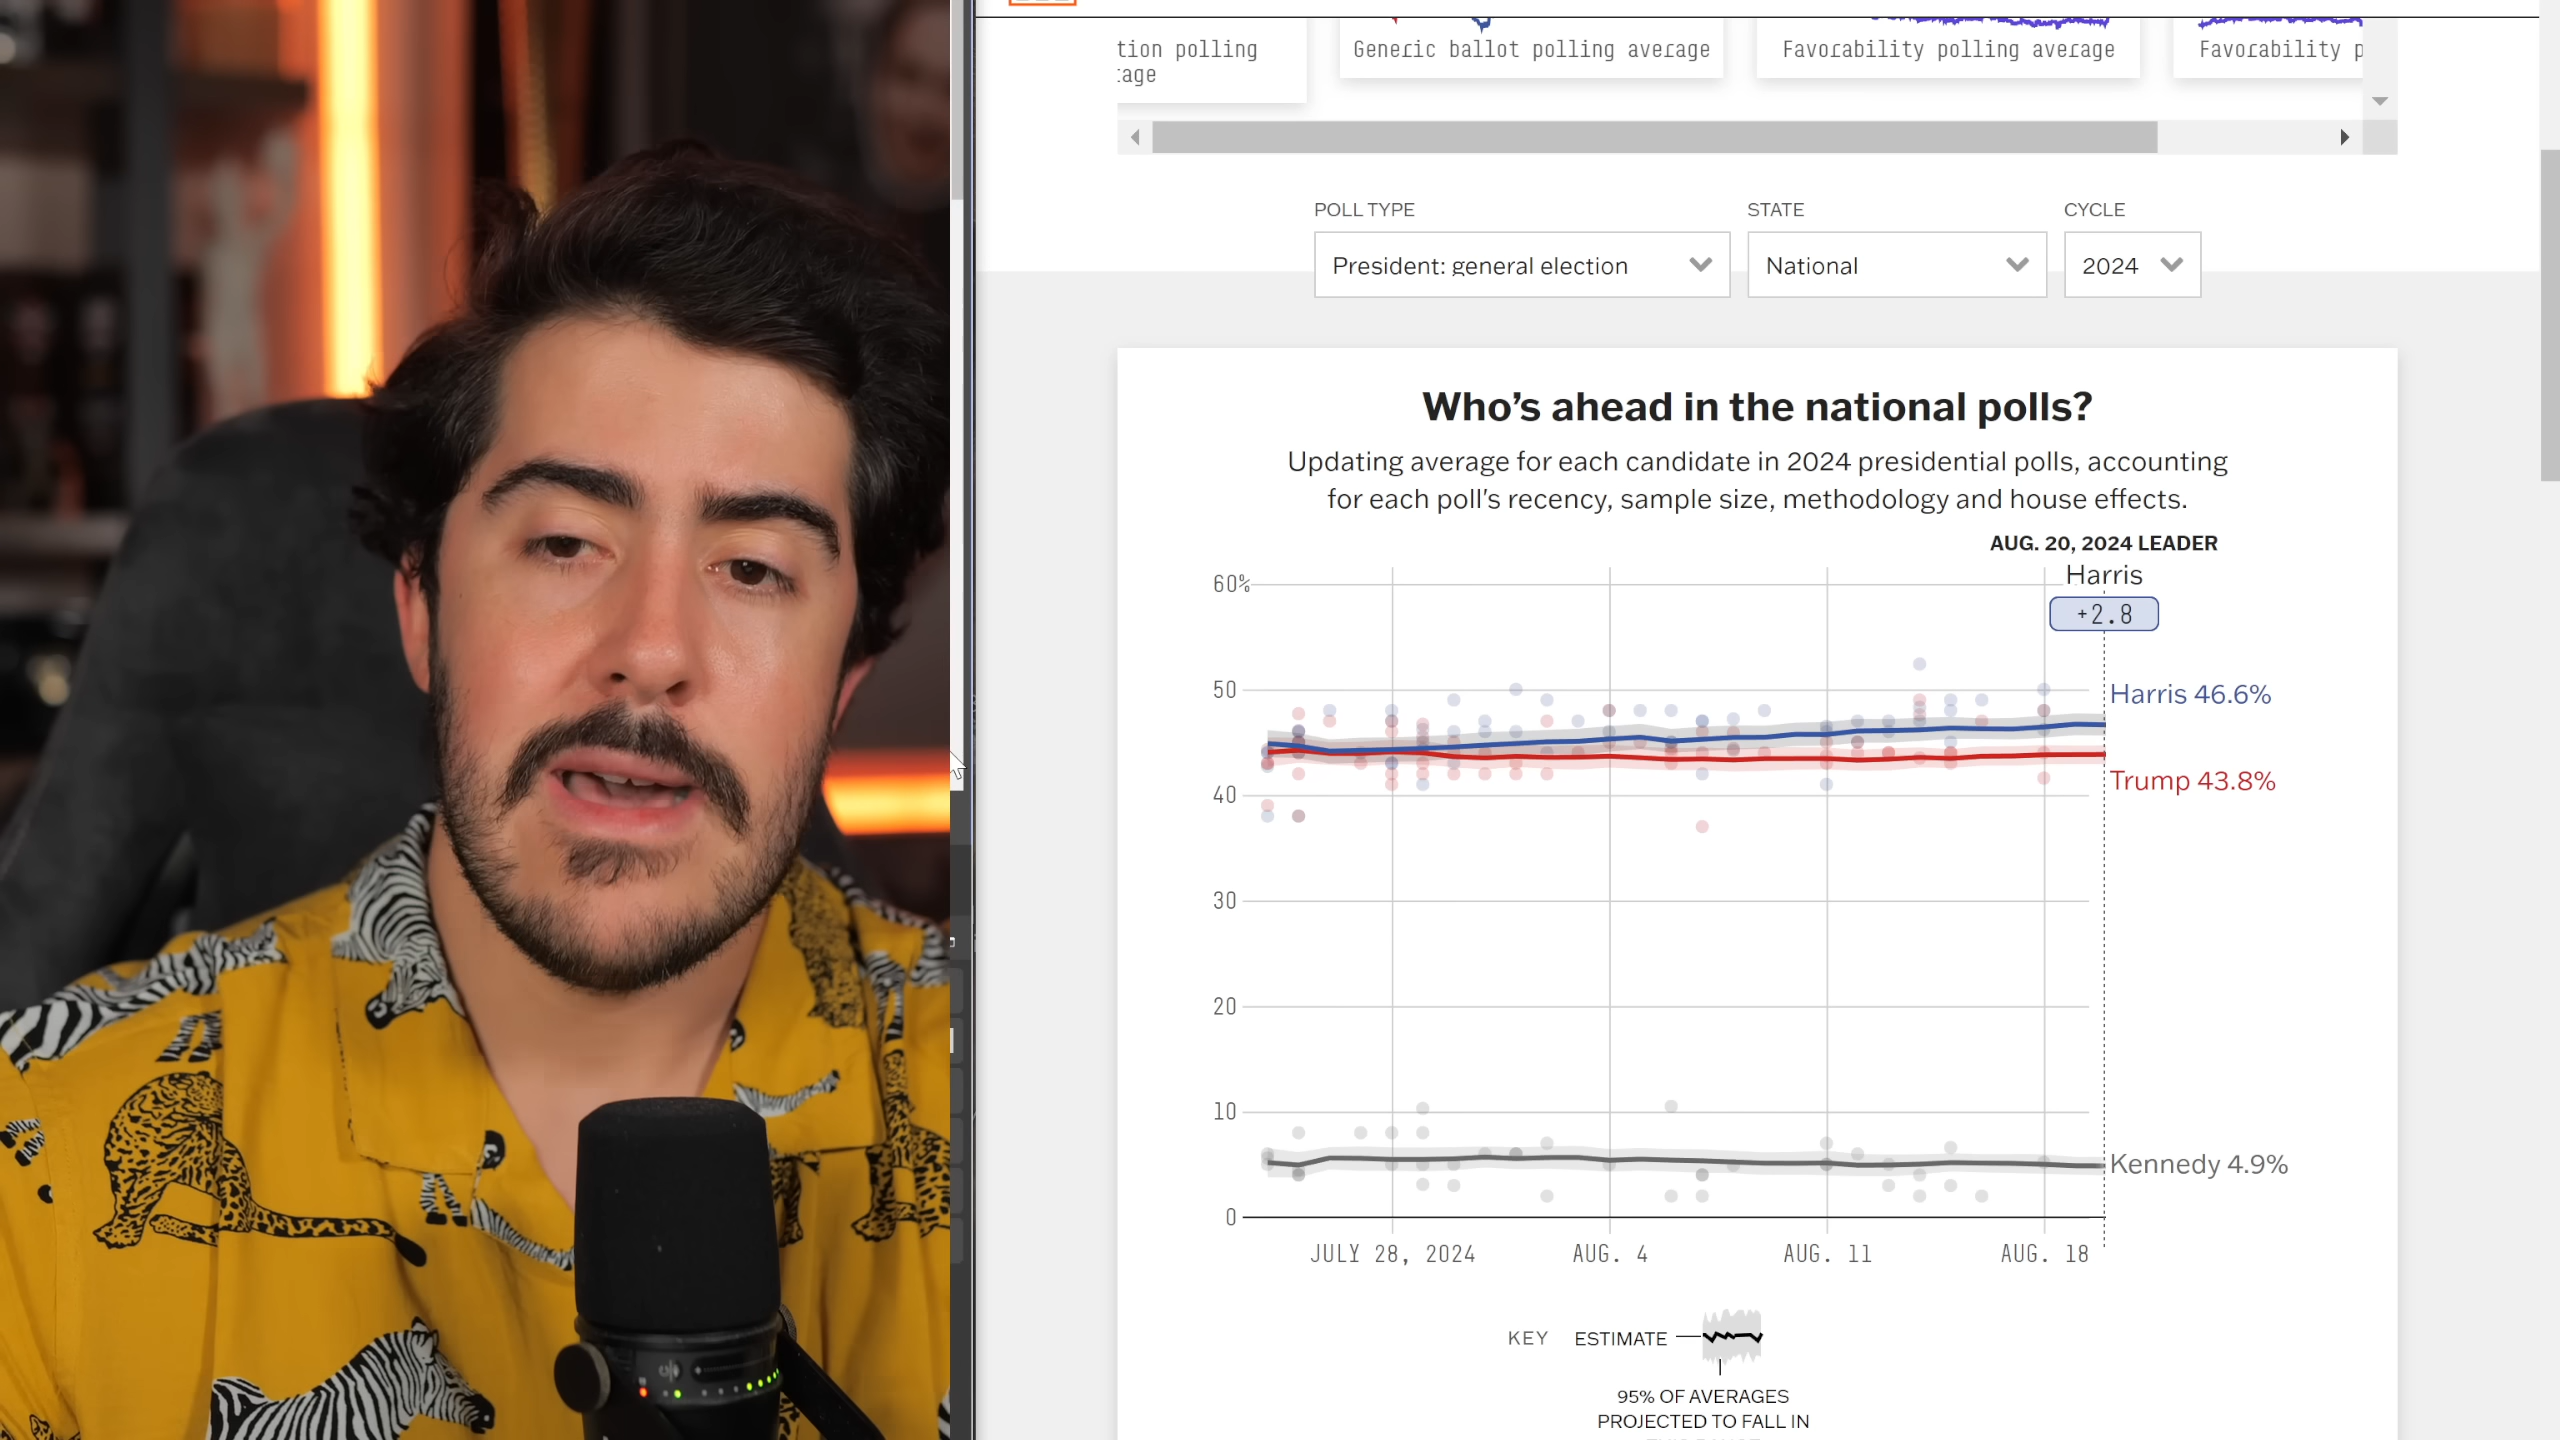 tion polling
Generic ballot polling average
Favorability polling average
Favorability p
POLL TYPE
STATE
CYCLE
President: general election
National
2024
Who's ahead in the national polls?
Updating average for each candidate in 2024 presidential polls, accounting
for each poll's recency, sample size, methodology and house effects.
AUG. 20, 2024 LEADER
Harris
+2.8
60%
50
Harris 46.6%
Trump 43.8%
40
30
20
10
Kennedy 4.9%
0
JULY 28, 2024
AUG. 4
AUG. 11
AUG. 18
KEY
ESTIMATE
95% OF AVERAGES
PROJECTED TO FALL IN